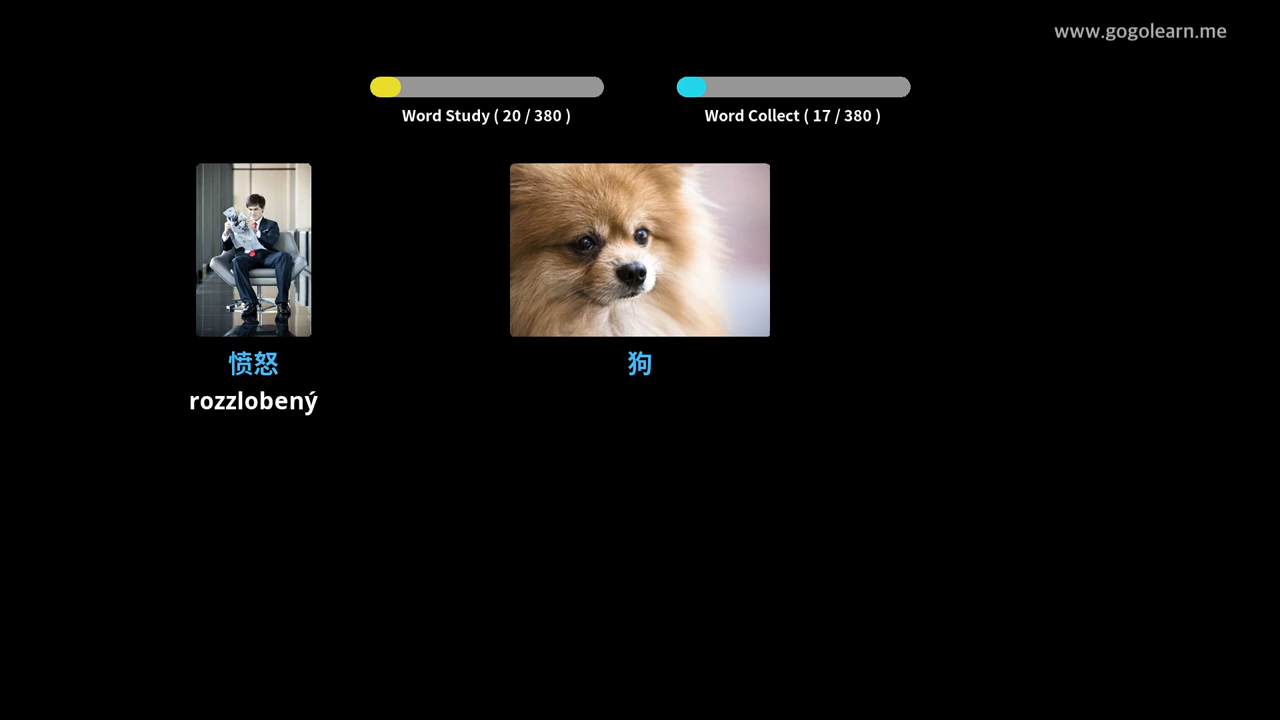 www.gogolearn.me
Word Study ( 20 / 380 )
Word Collect ( 17 / 380 )
愤怒
狗
rozzlobený